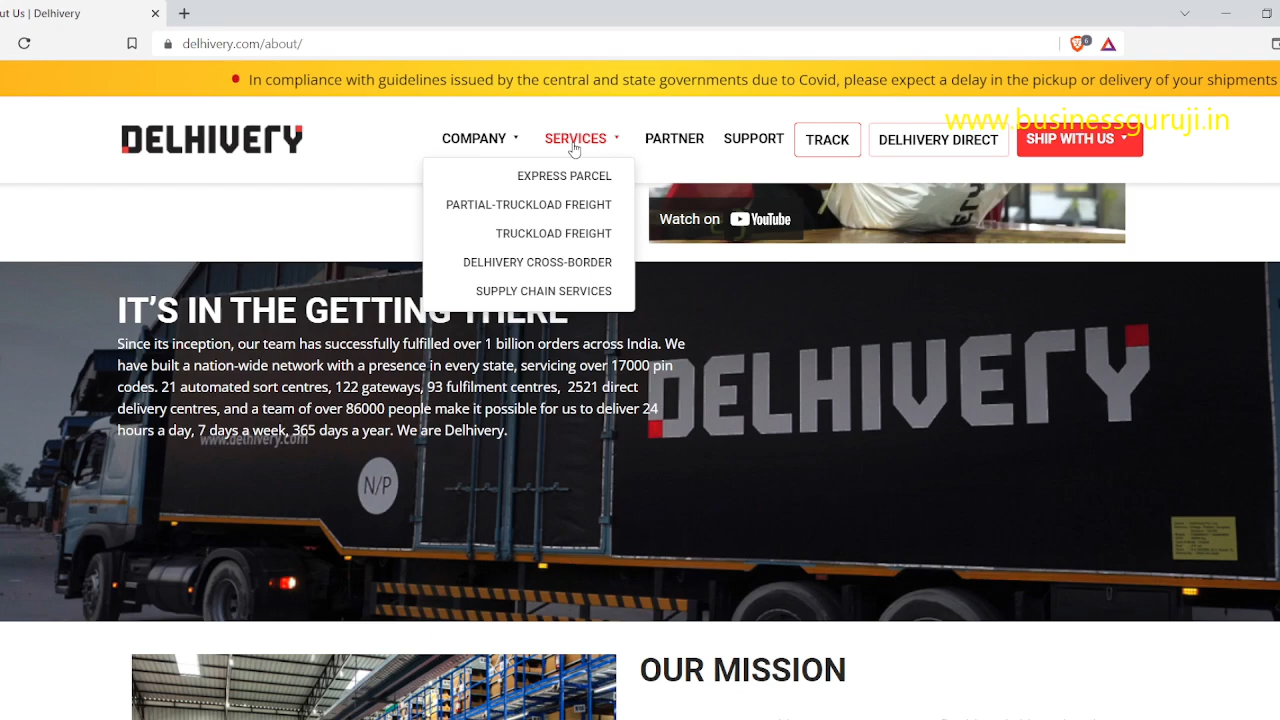 ut Us | Delhivery
delhivery.com/about/
6
In compliance with guidelines issued by the central and state governments due to Covid, please expect a delay in the pickup or delivery of your shipments
www.businessguruji.in
DELHIVERY
COMPANY
SERVICES
PARTNER
SUPPORT
TRACK
DELHIVERY DIRECT
SHIP WITH US
EXPRESS PARCEL
PARTIAL-TRUCKLOAD FREIGHT
TRUCKLOAD FREIGHT
DELHIVERY CROSS-BORDER
SUPPLY CHAIN SERVICES
Watch on YouTube
IT’S IN THE GETTING THERE
Since its inception, our team has successfully fulfilled over 1 billion orders across India. We
have built a nation-wide network with a presence in every state, servicing over 17000 pin
codes. 21 automated sort centres, 122 gateways, 93 fulfilment centres,  2521 direct
delivery centres, and a team of over 86000 people make it possible for us to deliver 24
hours a day, 7 days a week, 365 days a year. We are Delhivery.
www.delhivery.com
DELHIVERY
N/P
OUR MISSION